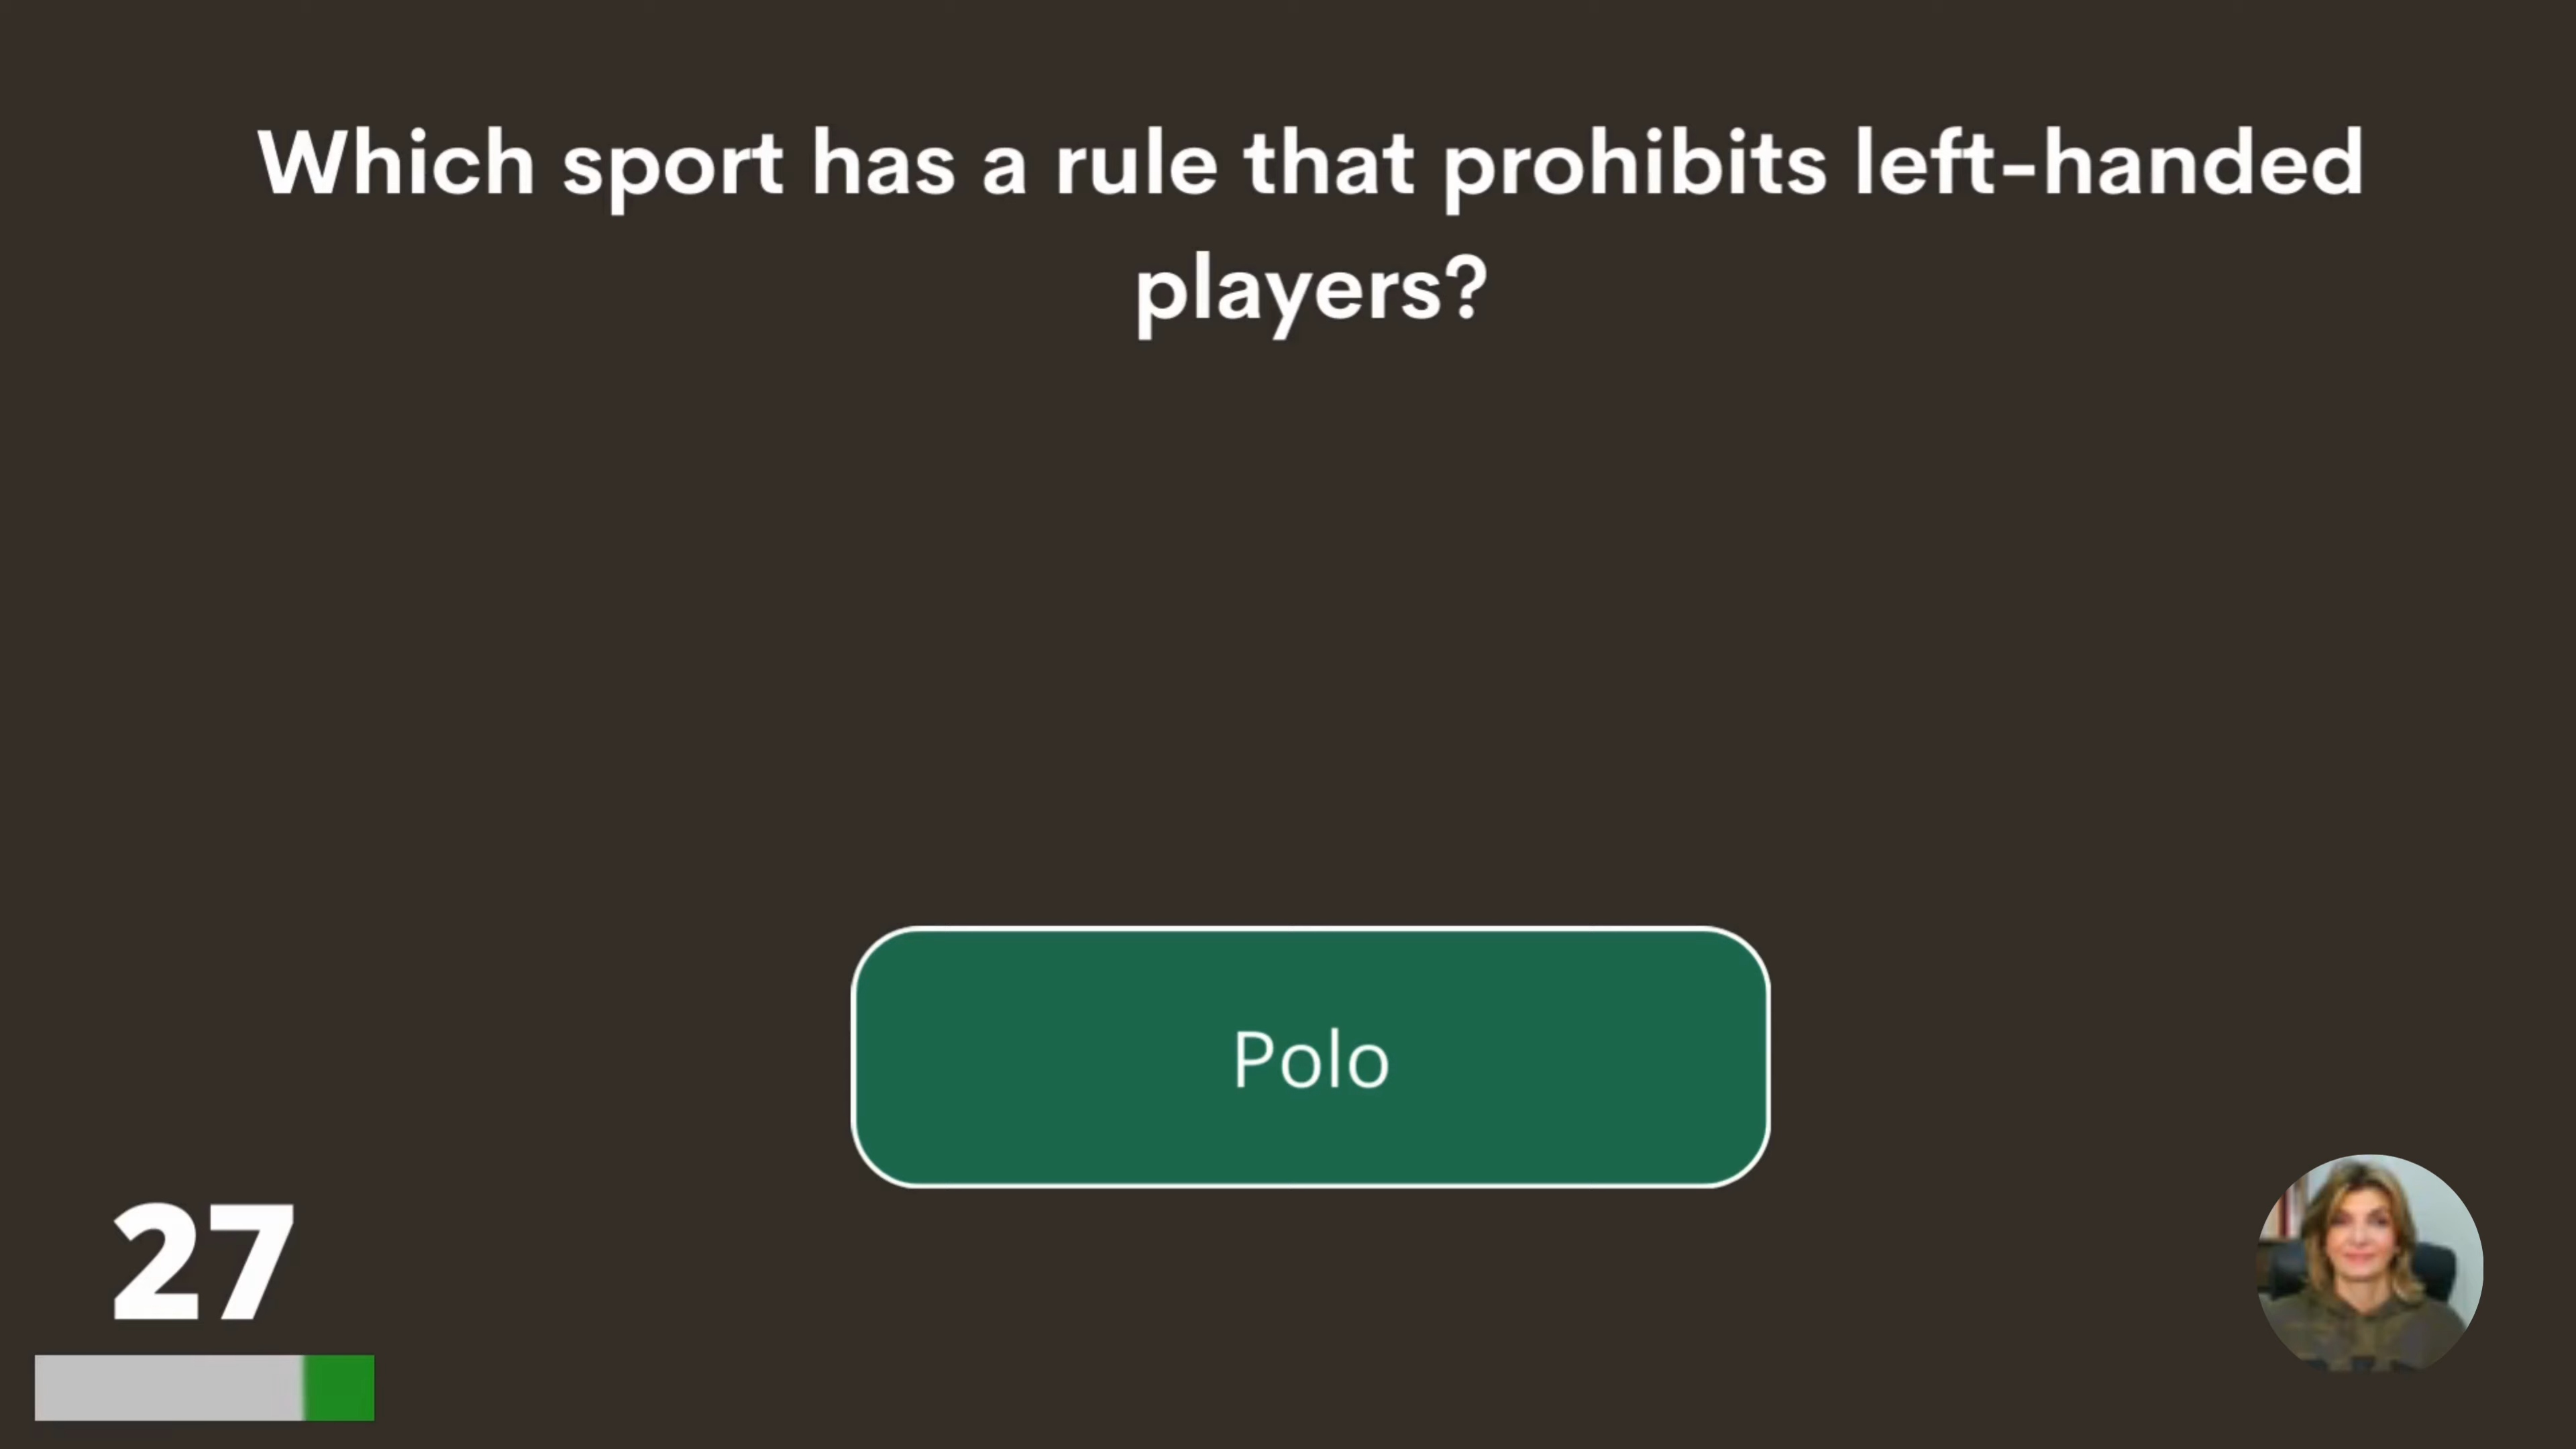 Which sport has a rule that prohibits left-handed
players?
Polo
27